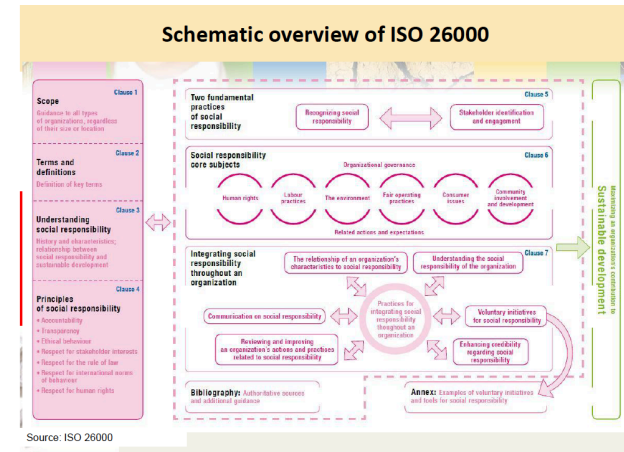 Schematic overview of ISO 26000
Clause 1
Scope
Guidance to all types
of organizations, regardless
of their size or location
Clause 2
Terms and
definitions
Definition of key terms
Clause 3
Understanding
social responsibility
History and characteristics;
relationship between
social responsibility and
sustainable development
Clause 4
Principles
of social responsibility
• Accountability
• Transparency
• Ethical behaviour
• Respect for stakeholder interests
• Respect for the rule of law
• Respect for international norms
of behaviour
• Respect for human rights
Two fundamental
practices
of social
responsibility
Clause 5
Recognizing social
responsibility
Stakeholder identification
and engagement
Social responsibility
core subjects
Clause 6
Organizational governance
Human rights
Labour
practices
The environment
Fair operating
practices
Consumer
issues
Community
involvement
and development
Related actions and expectations
Integrating social
responsibility
throughout an
organization
Clause 7
The relationship of an organization's
characteristics to social responsibility
Understanding the social
responsibility of the organization
Practices for
integrating social
responsibility
thoughout an
organization
Communication on social responsibility
Voluntary initiatives
for social responsibility
Reviewing and improving
an organization's actions and practices
related to social responsibility
Enhancing credibility
regarding social
responsibility
Bibliography: Authoritative sources
and additional guidance
Annex: Examples of voluntary initiatives
and tools for social responsibility
Maximizing an organization's contribution to
Sustainable development
Source: ISO 26000